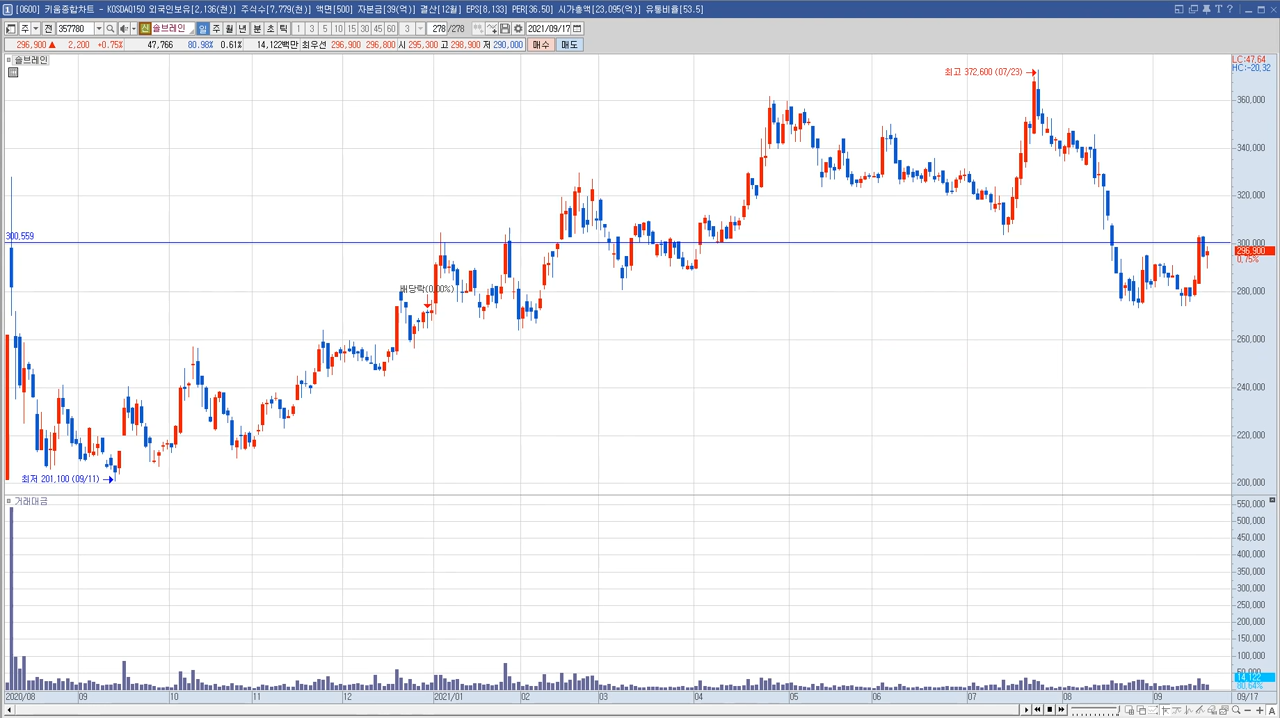 [0600] 키움종합차트 - KOSDAQ150 외국인보유[2,136(천)] 주식수[7,779(천)] 액면[500] 자본금[39(억)] 결산[12월] EPS[8,133] PER[36.50] 시가총액[23,095(억)] 유통비율[53.5]
주 전 357780 신 솔브레인 일 주 월 년 분 초 틱 1 3 5 10 15 30 45 60 3 278 /278 2021/09/17
296,900 ▲ 2,200 +0.75% 47,766 80.98% 0.61% 14,122백만 최우선 296,900 296,800 시 295,300 고 298,900 저 290,000 매수 매도
솔브레인
LC:47.64
HC:-20.32
최고 372,600 (07/23)
360,000
340,000
320,000
300,559
300,000
296,900
0.75%
배당락(0.00%)
280,000
260,000
240,000
220,000
최저 201,100 (09/11)
200,000
거래대금
550,000
500,000
450,000
400,000
350,000
300,000
250,000
200,000
150,000
100,000
50,000
14,122
80.64%
2020/08 09 10 11 12 2021/01 02 03 04 05 06 07 08 09 09/17
A